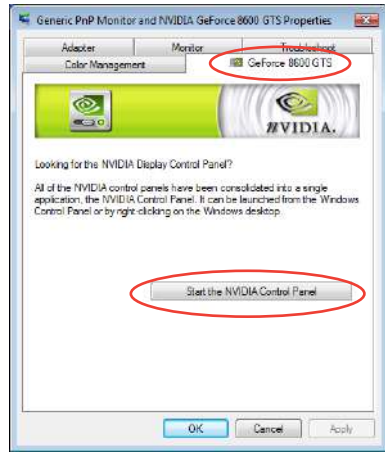 Generic PnP Monitor and NVIDIA GeForce 8600 GTS Properties
Adapter Monitor Troubleshoot
Color Management GeForce 8600 GTS
NVIDIA.
Looking for the NVIDIA Display Control Panel?
All of the NVIDIA control panels have been consolidated into a single
application, the NVIDIA Control Panel. It can be launched from the Windows
Control Panel or by right-clicking on the Windows desktop.
Start the NVIDIA Control Panel
OK Cancel Apply